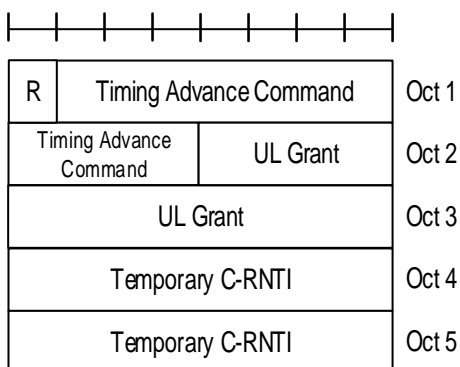 R Timing Advance Command Oct 1
Timing Advance
Command UL Grant Oct 2
UL Grant Oct 3
Temporary C-RNTI Oct 4
Temporary C-RNTI Oct 5